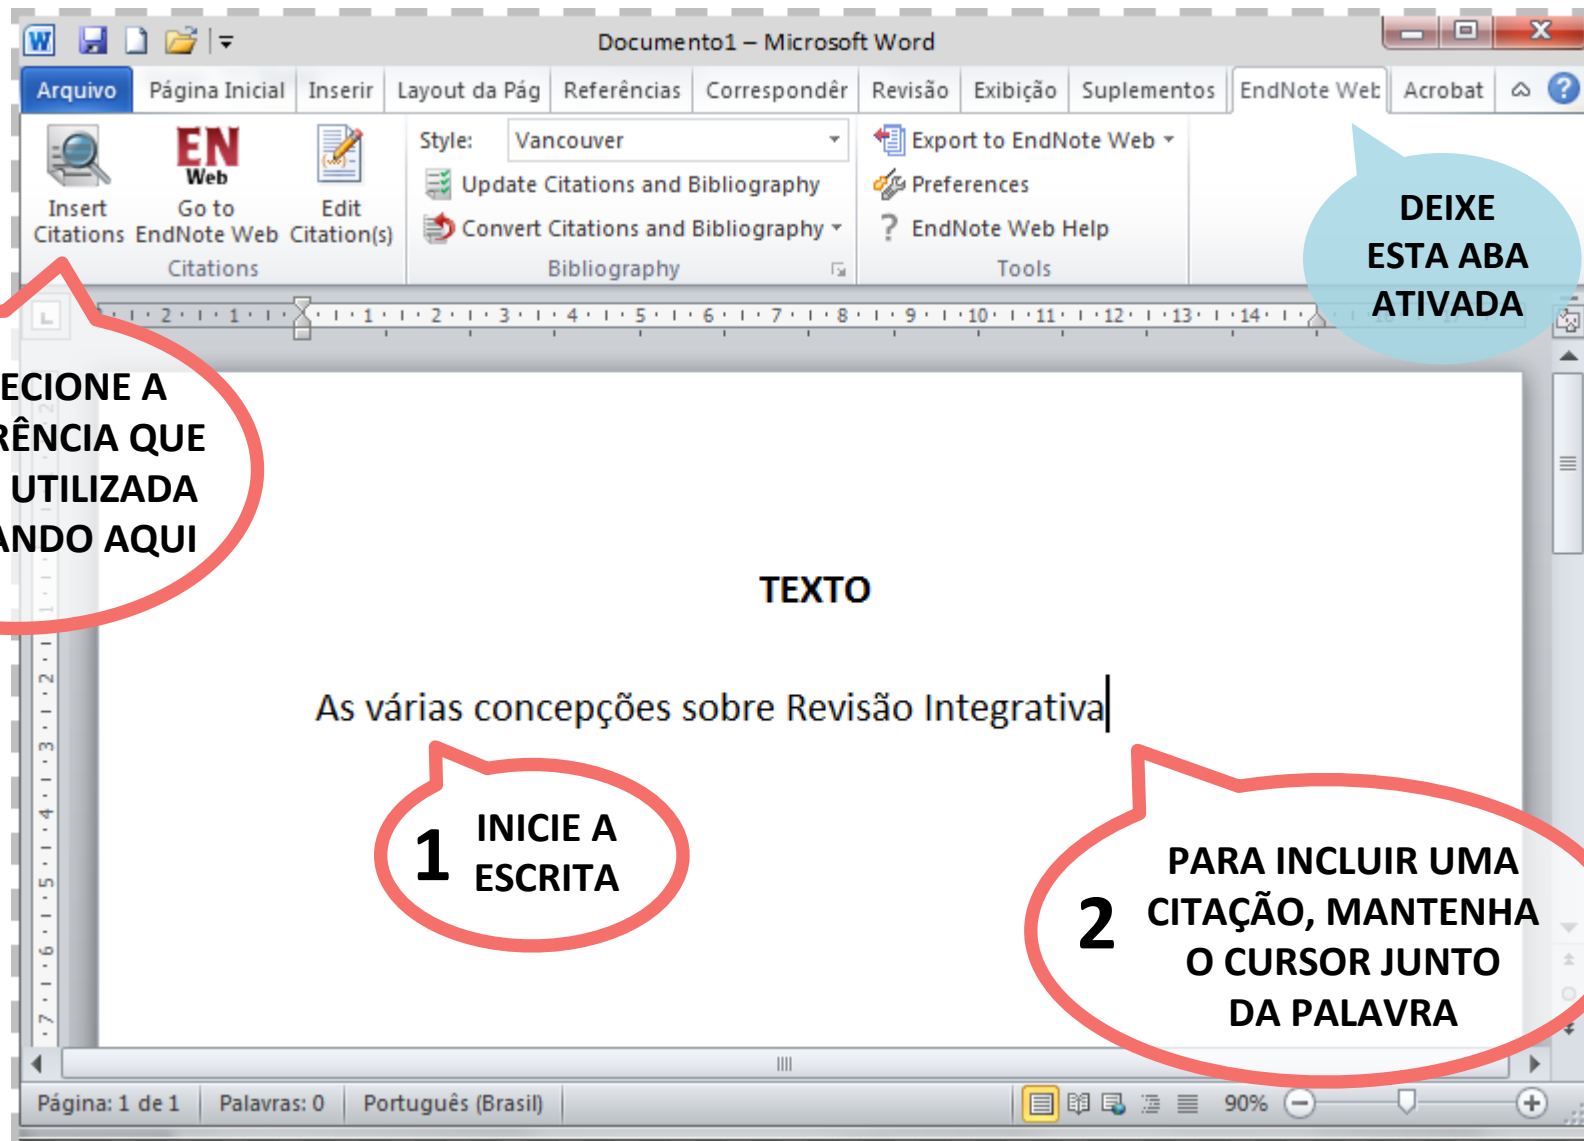 Documento1 – Microsoft Word
Arquivo Página Inicial Inserir Layout da Pág Referências Correspondêr Revisão Exibição Suplementos EndNote Web Acrobat
Insert Citations
EN Web
Go to EndNote Web
Edit Citation(s)
Citations
Style: Vancouver
Update Citations and Bibliography
Convert Citations and Bibliography
Bibliography
Export to EndNote Web
Preferences
EndNote Web Help
Tools
DEIXE
ESTA ABA
ATIVADA
ECIONE A
RÊNCIA QUE
UTILIZADA
ANDO AQUI
TEXTO
As várias concepções sobre Revisão Integrativa
1 INICIE A
ESCRITA
2 PARA INCLUIR UMA
CITAÇÃO, MANTENHA
O CURSOR JUNTO
DA PALAVRA
Página: 1 de 1 Palavras: 0 Português (Brasil) 90%